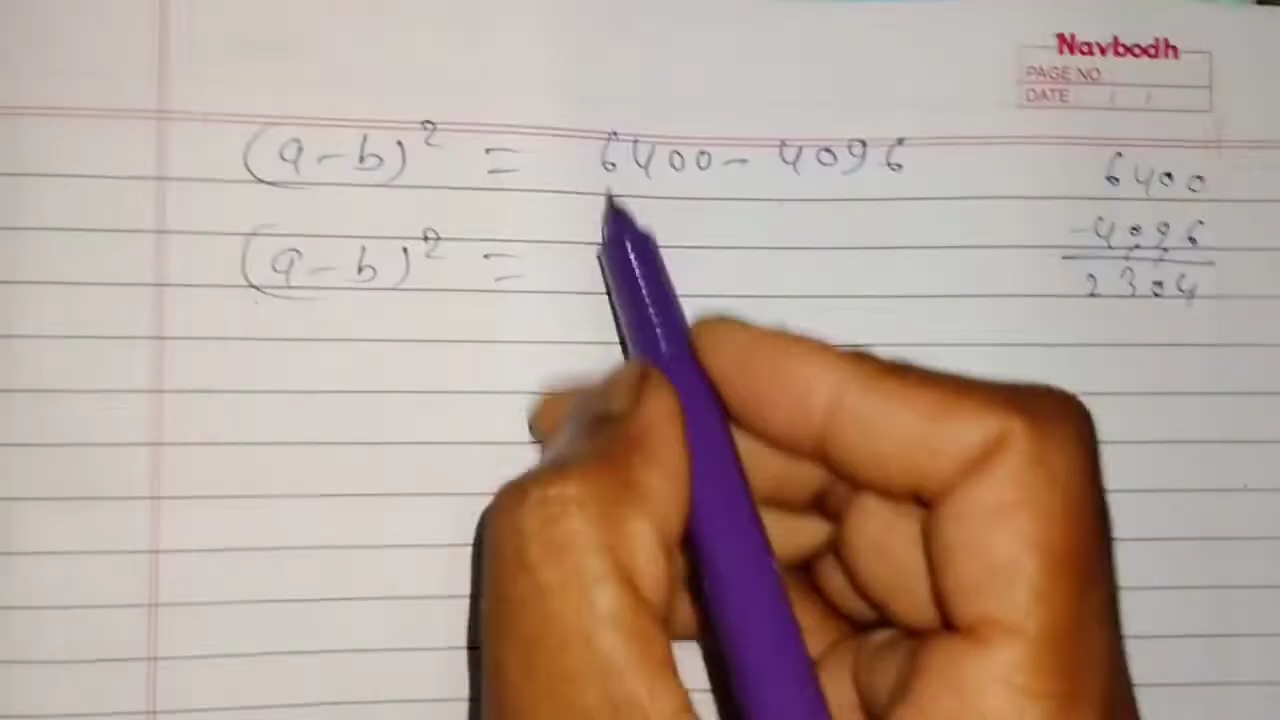 Navbodh
PAGE NO.
DATE / /
(a-b)² = 6400 - 4096
(a-b)² =
6400
-4096
2304